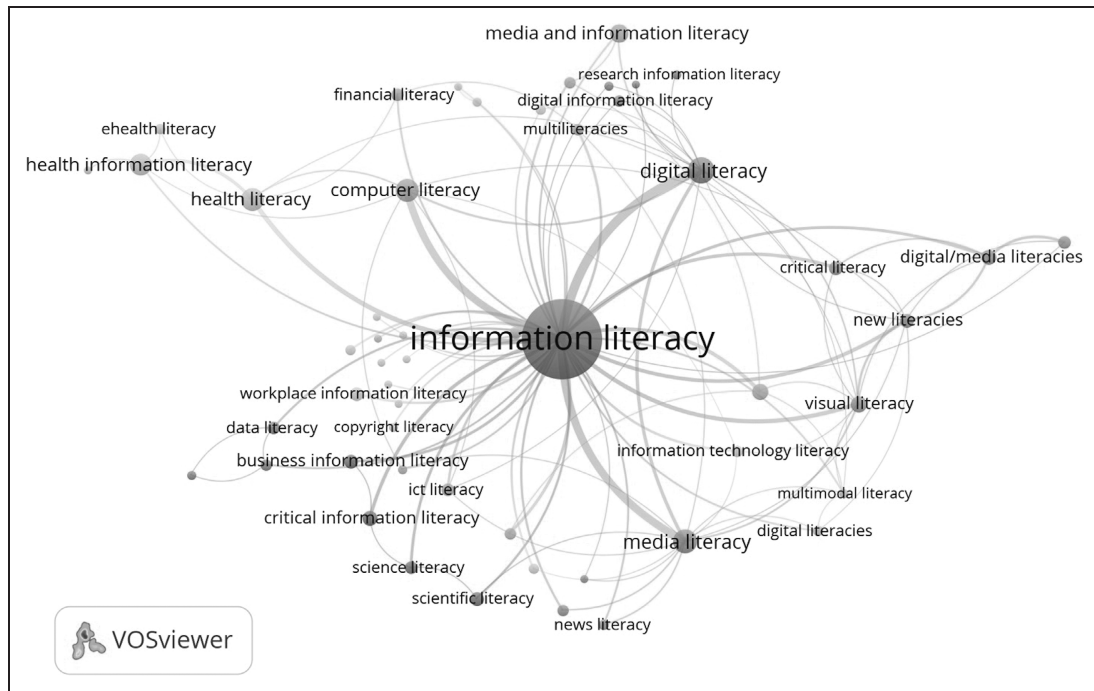 media and information literacy
research information literacy
financial literacy
digital information literacy
ehealth literacy
multiliteracies
health information literacy
digital literacy
computer literacy
health literacy
digital/media literacies
critical literacy
new literacies
information literacy
workplace information literacy
visual literacy
data literacy
copyright literacy
information technology literacy
business information literacy
ict literacy
multimodal literacy
critical information literacy
digital literacies
media literacy
science literacy
scientific literacy
news literacy
VOSviewer